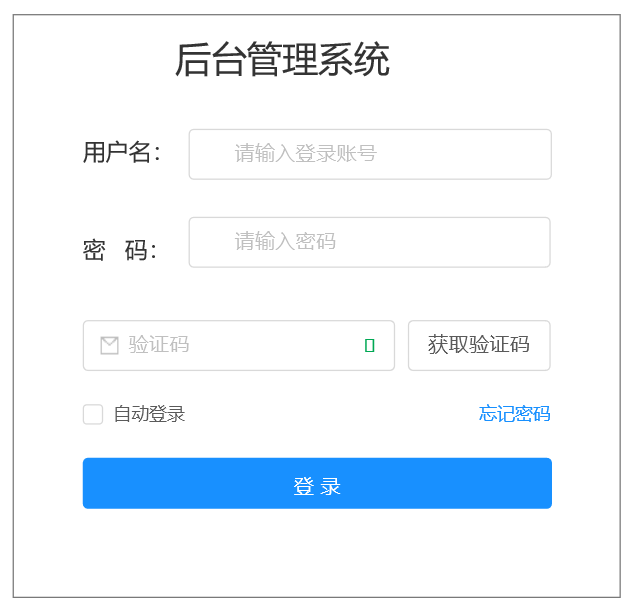 后台管理系统
用户名： 请输入登录账号
密 码： 请输入密码
验证码 获取验证码
自动登录 忘记密码
登 录